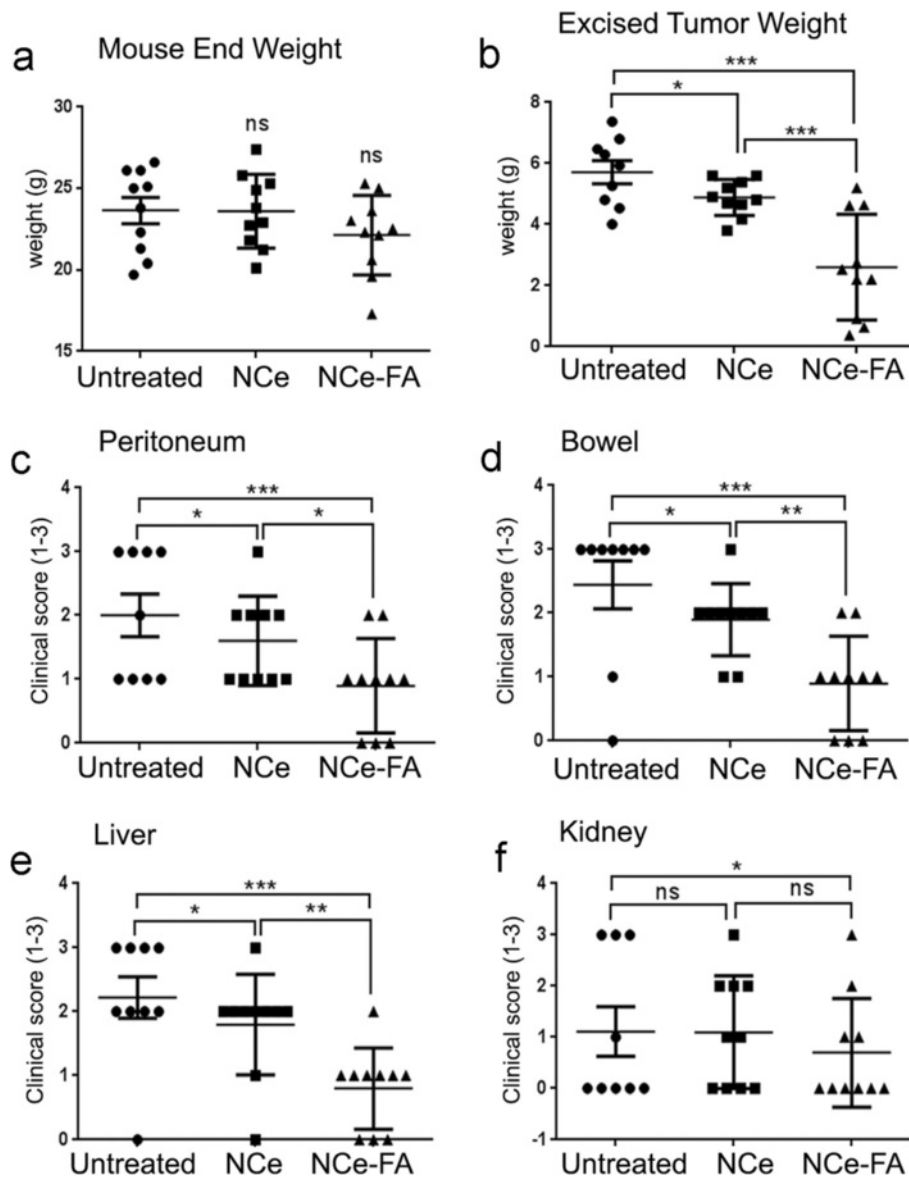 a
Mouse End Weight
ns
ns
weight (g)
30
25
20
15
Untreated
NCe
NCe-FA
b
Excised Tumor Weight
***
*
***
weight (g)
8
6
4
2
0
Untreated
NCe
NCe-FA
c
Peritoneum
***
*
*
Clinical score (1-3)
4
3
2
1
0
Untreated
NCe
NCe-FA
d
Bowel
***
*
**
Clinical score (1-3)
4
3
2
1
0
Untreated
NCe
NCe-FA
e
Liver
***
*
**
Clinical score (1-3)
4
3
2
1
0
Untreated
NCe
NCe-FA
f
Kidney
*
ns
ns
Clinical score (1-3)
4
3
2
1
0
-1
Untreated
NCe
NCe-FA